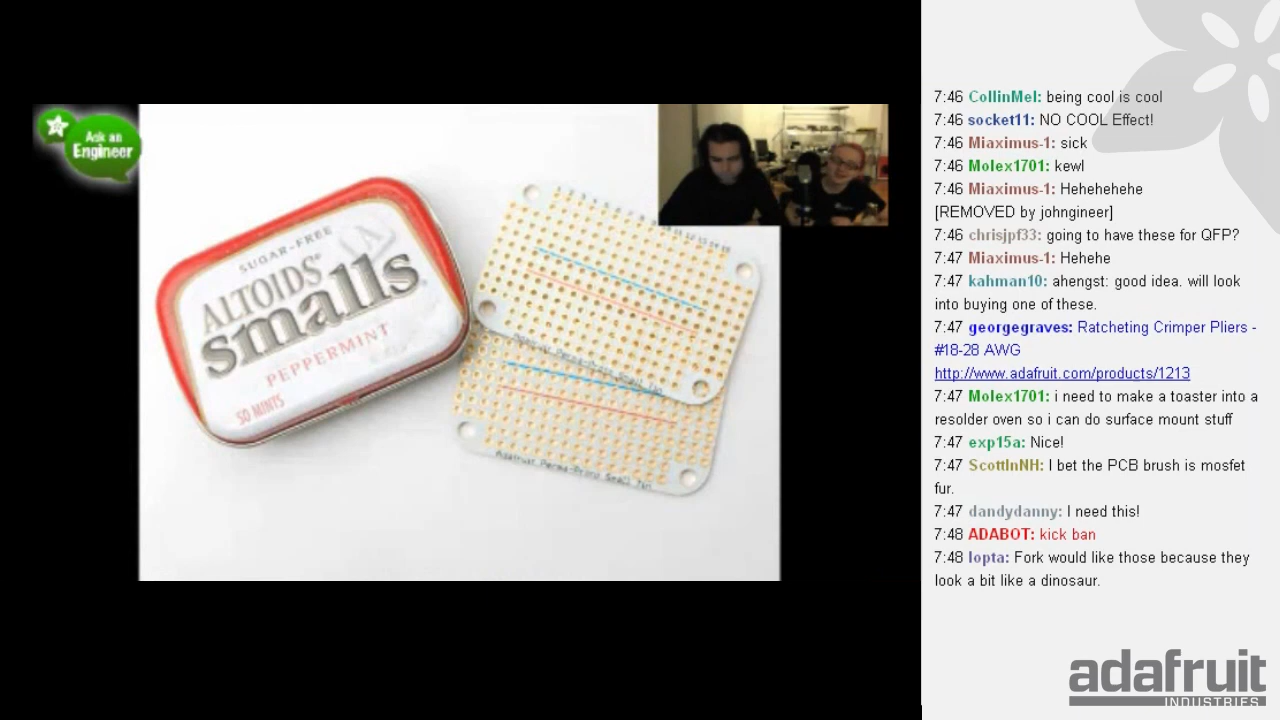 Ask an
Engineer
SUGAR-FREE
ALTOIDS
smalls
PEPPERMINT
50 MINTS
Adafruit Perma-Proto Small Tin
7:46 CollinMel: being cool is cool
7:46 socket11: NO COOL Effect!
7:46 Miaximus-1: sick
7:46 Molex1701: kewl
7:46 Miaximus-1: Hehehehehe
[REMOVED by johngineer]
7:46 chrisjpf33: going to have these for QFP?
7:47 Miaximus-1: Hehehe
7:47 kahman10: ahengst: good idea. will look
into buying one of these.
7:47 georgegraves: Ratcheting Crimper Pliers -
#18-28 AWG
http://www.adafruit.com/products/1213
7:47 Molex1701: i need to make a toaster into a
resolder oven so i can do surface mount stuff
7:47 exp15a: Nice!
7:47 ScottInNH: I bet the PCB brush is mosfet
fur.
7:47 dandydanny: I need this!
7:48 ADABOT: kick ban
7:48 lopta: Fork would like those because they
look a bit like a dinosaur.
adafruit
INDUSTRIES